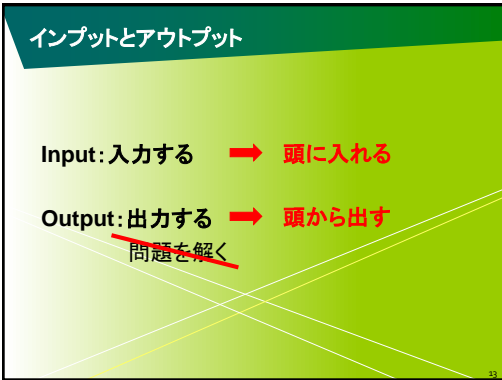 インプットとアウトプット
Input：入力する ➡ 頭に入れる
Output：出力する ➡ 頭から出す
問題を解く
13